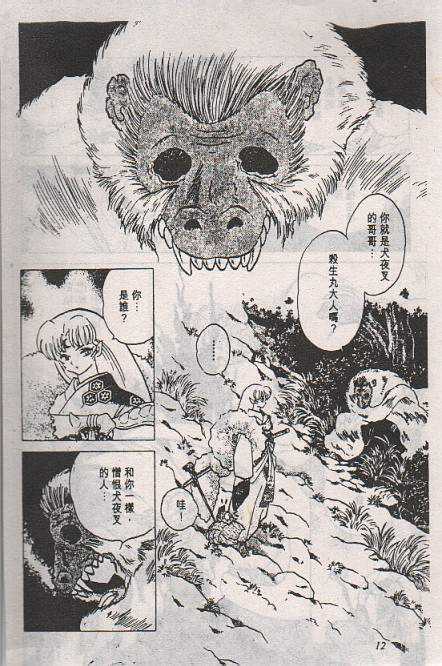 你就是犬夜叉
的哥哥…
殺生丸大人嗎?
……
哇!
你…
是誰?
和你一樣,
憎恨犬夜叉
的人…
12